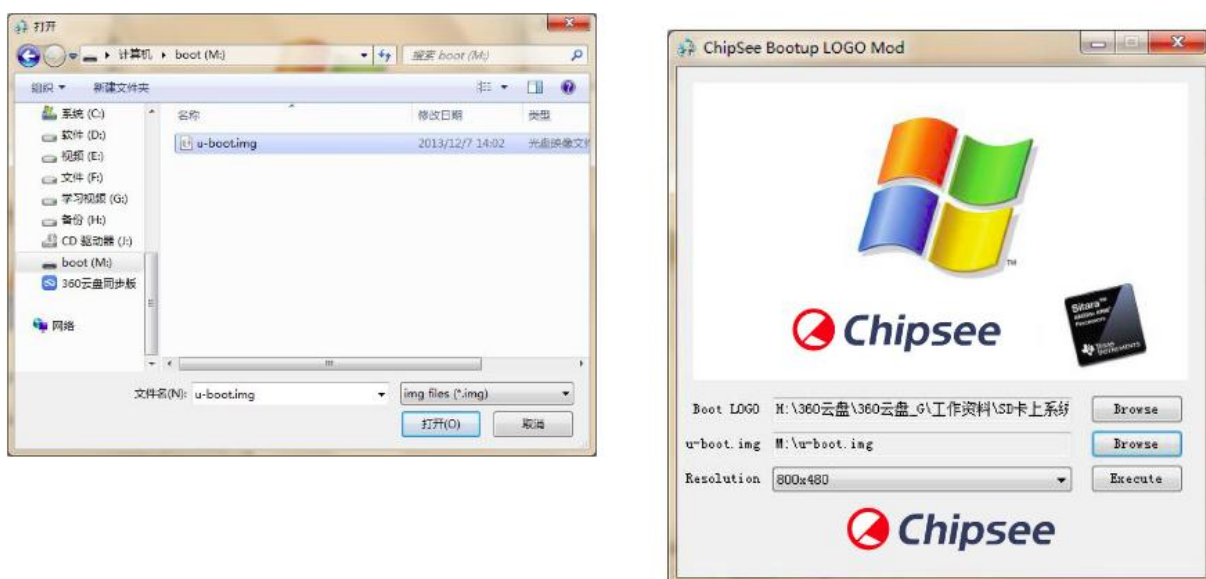 打开
计算机 ▸ boot (M:)
搜索 boot (M:)
组织
新建文件夹
系统 (C:)
软件 (D:)
视频 (E:)
文件 (F:)
学习视频 (G:)
备份 (H:)
CD 驱动器 (J:)
boot (M:)
360云盘同步版
网络
名称
修改日期
类型
u-boot.img
2013/12/7 14:02
光盘映像文件
文件名(N):
u-boot.img
img files (*.img)
打开(O)
取消
ChipSee Bootup LOGO Mod
TM
Chipsee
Sitara™
Texas
Instruments
Boot LOGO
H:\360云盘\360云盘_G\工作资料\SD卡上系统
Browse
u-boot.img
M:\u-boot.img
Browse
Resolution
800x480
Execute
Chipsee